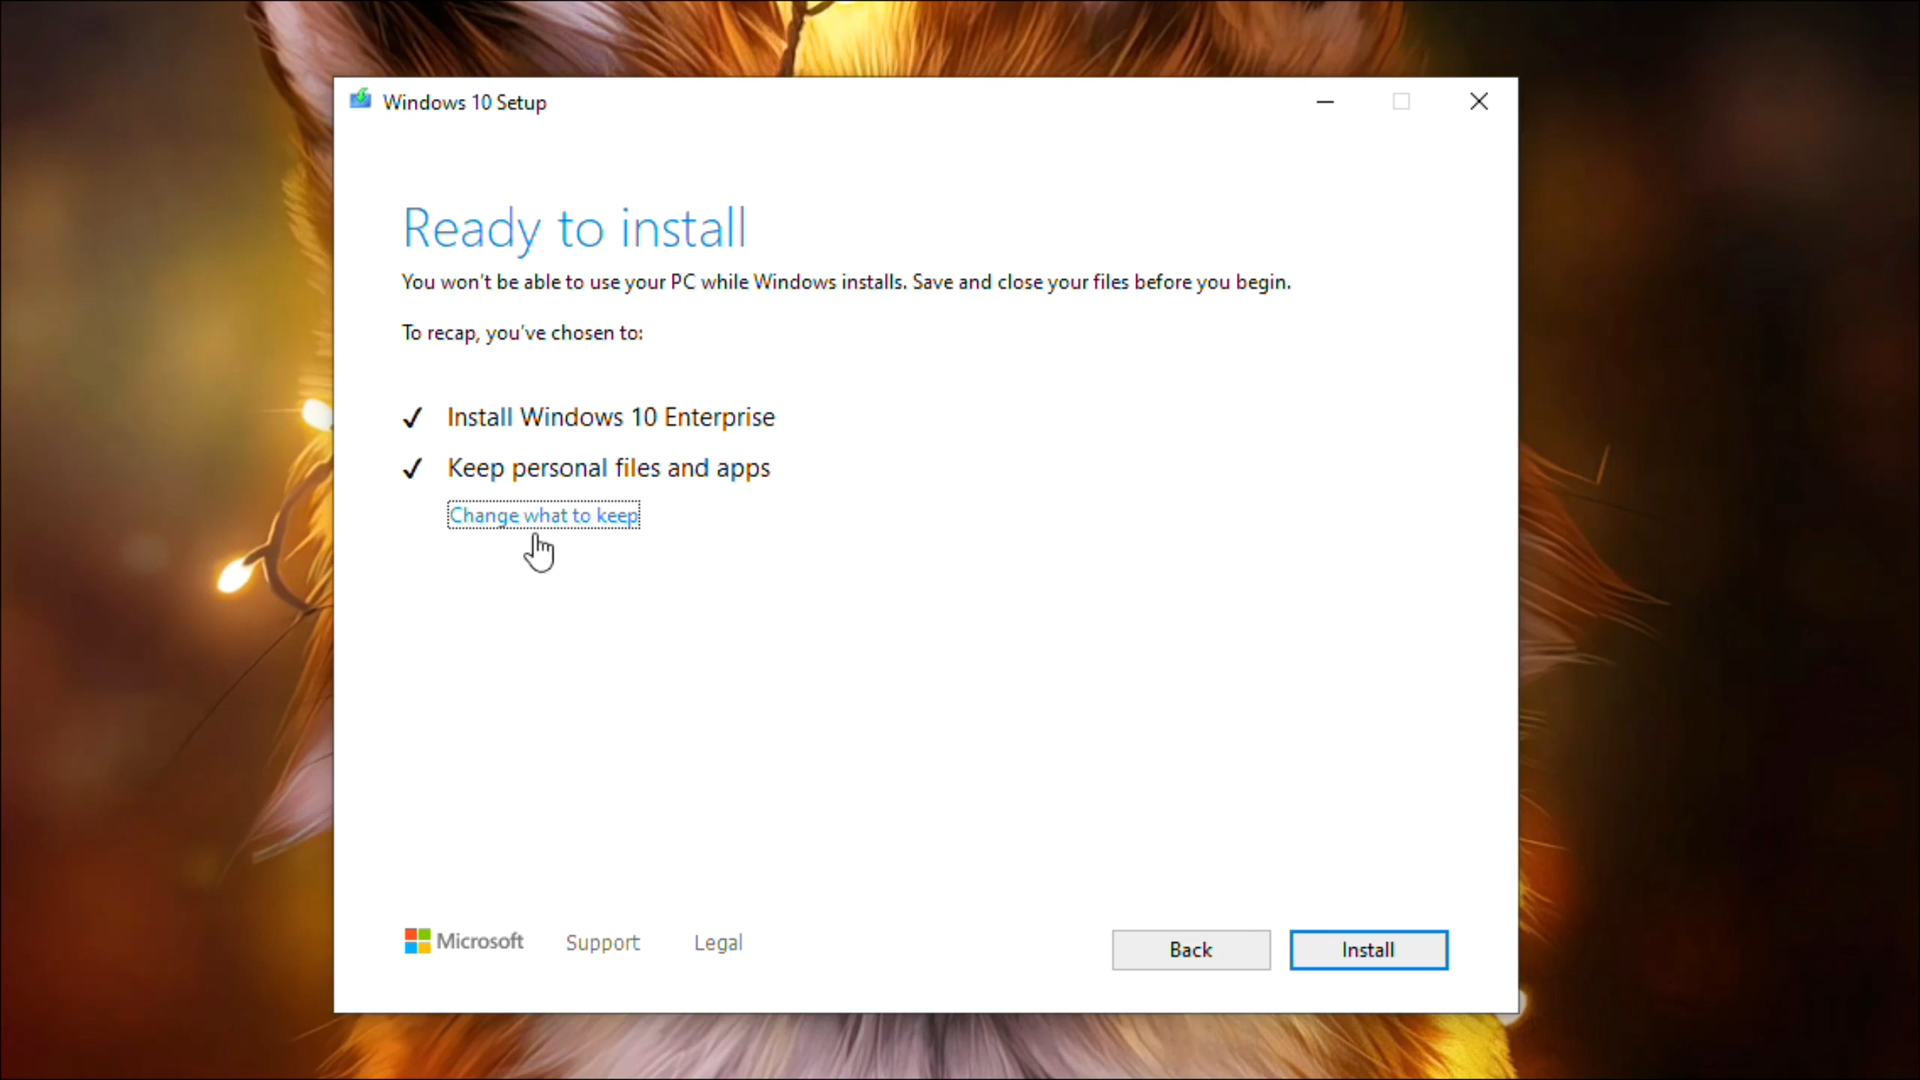 Windows 10 Setup
Ready to install
You won't be able to use your PC while Windows installs. Save and close your files before you begin.
To recap, you've chosen to:
Install Windows 10 Enterprise
Keep personal files and apps
Change what to keep
Microsoft Support Legal Back Install